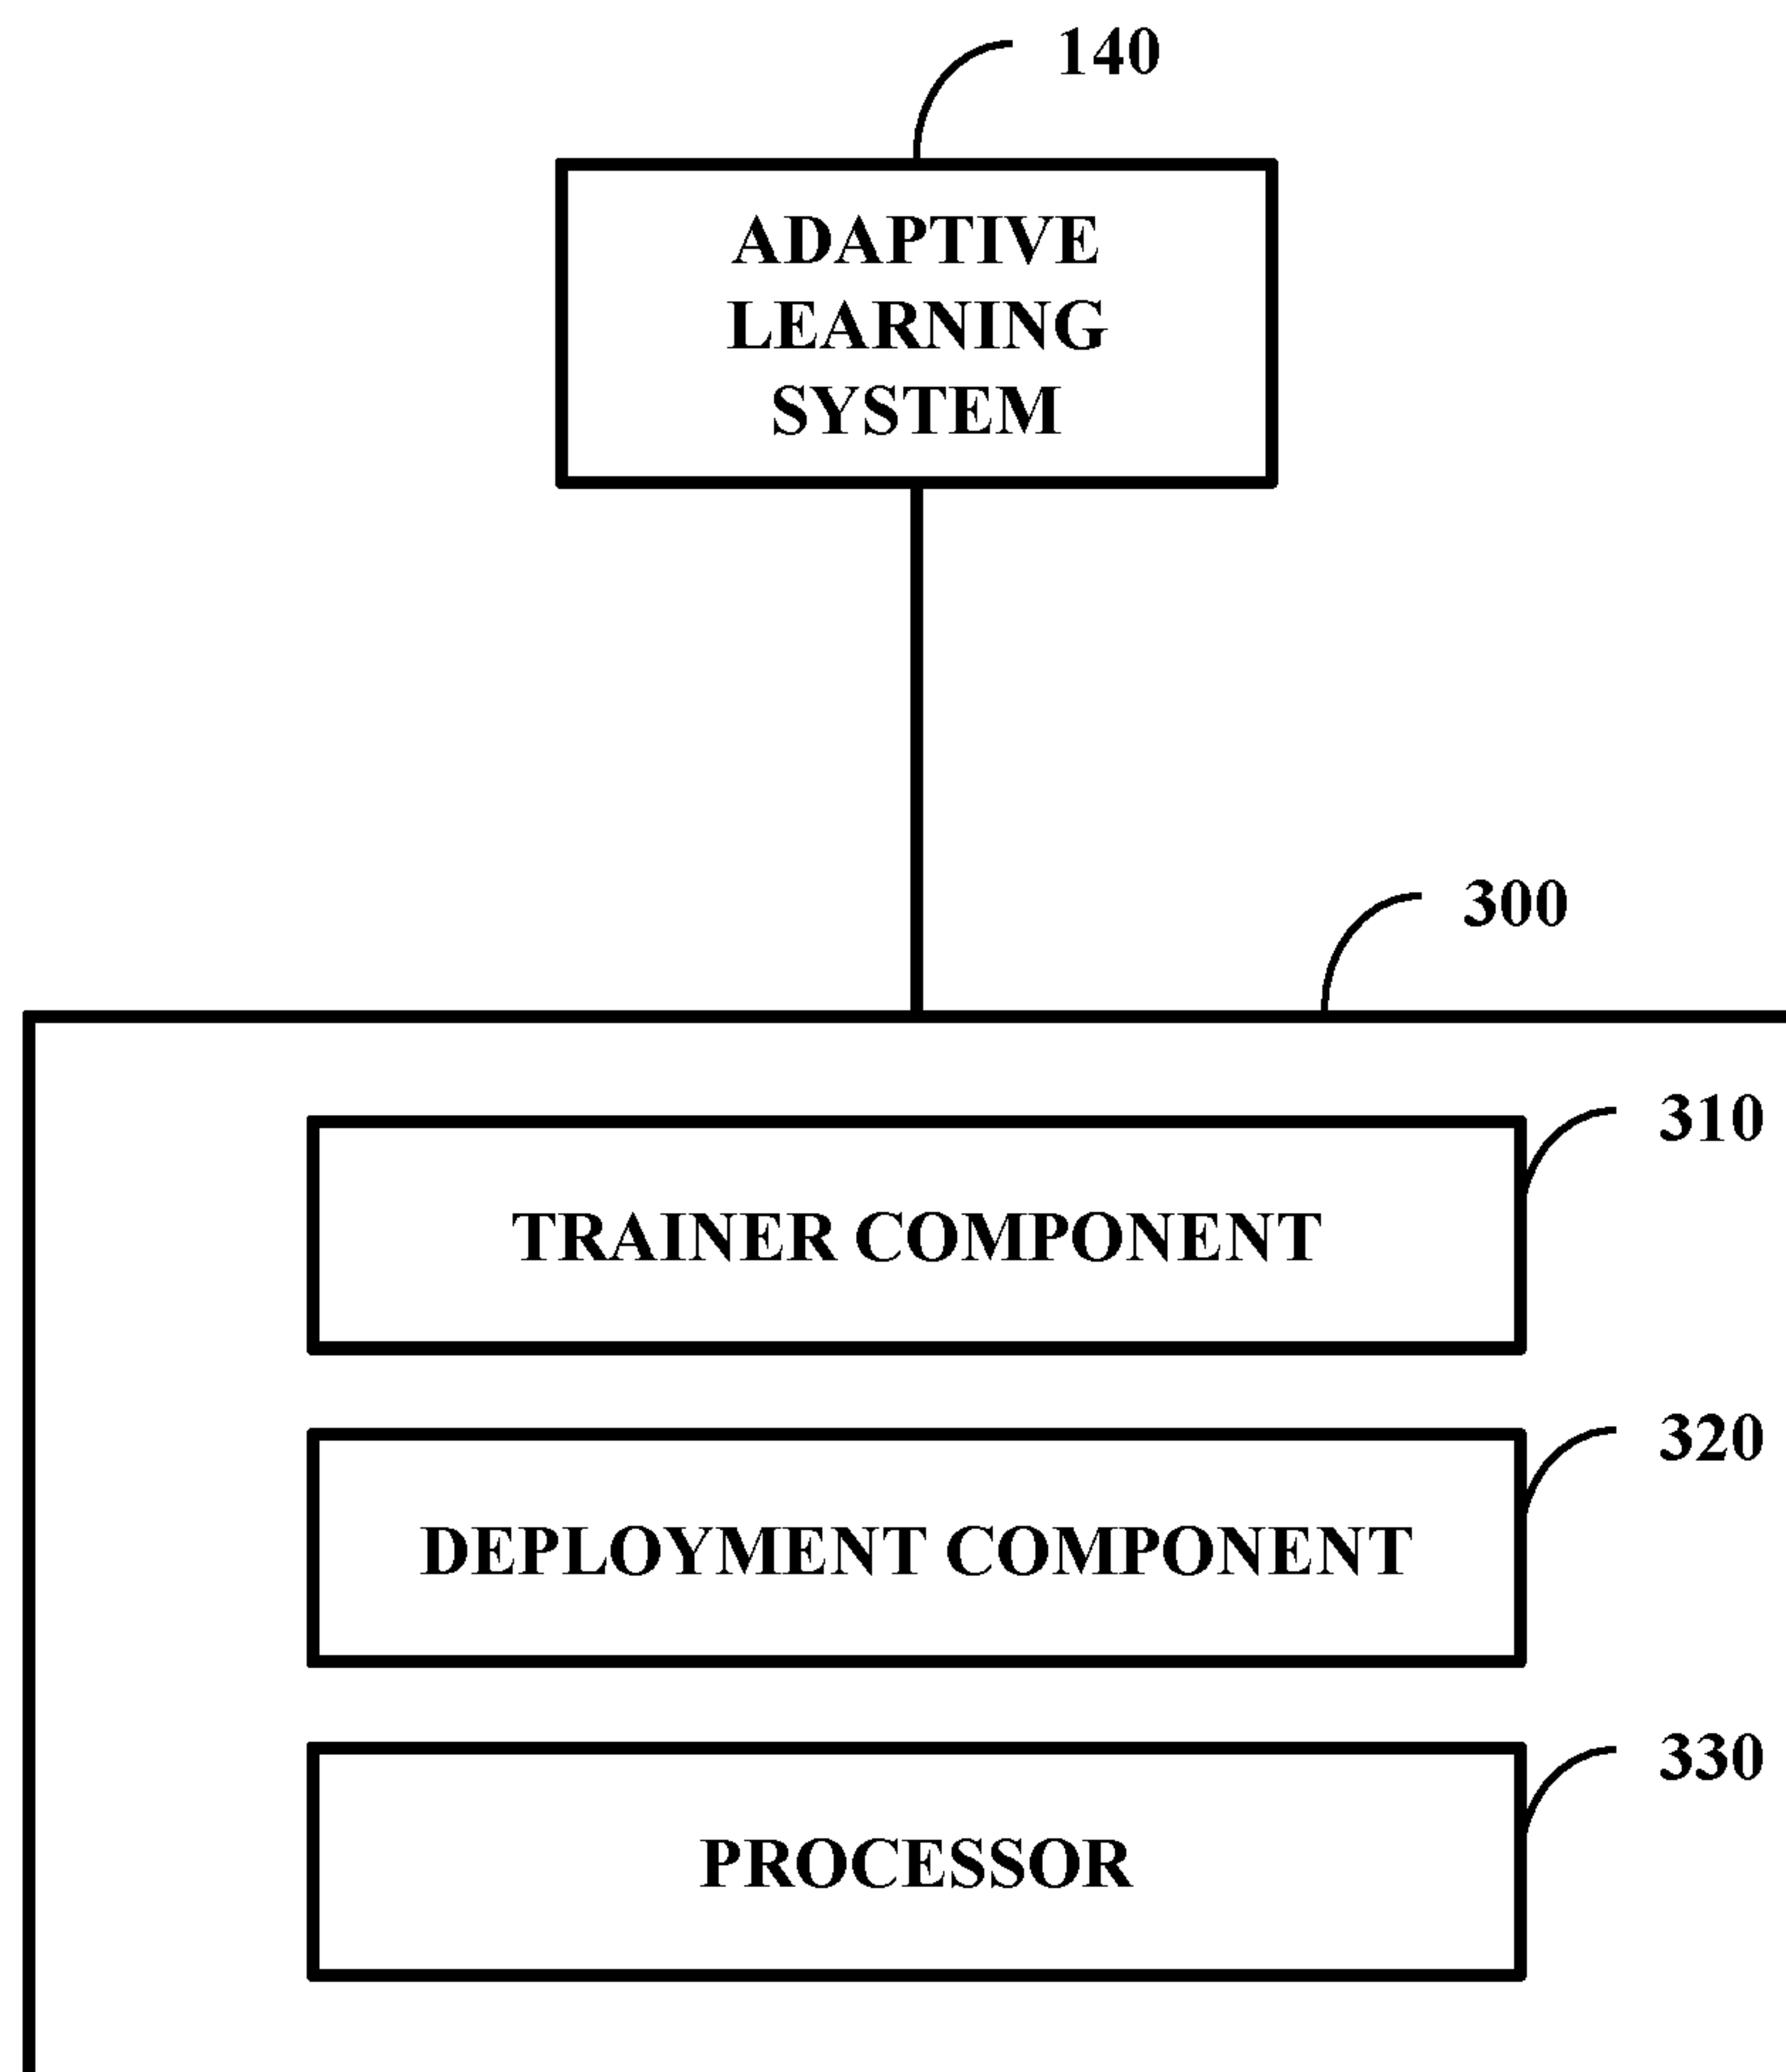 140
ADAPTIVE
LEARNING
SYSTEM
300
310
TRAINER COMPONENT
320
DEPLOYMENT COMPONENT
330
PROCESSOR